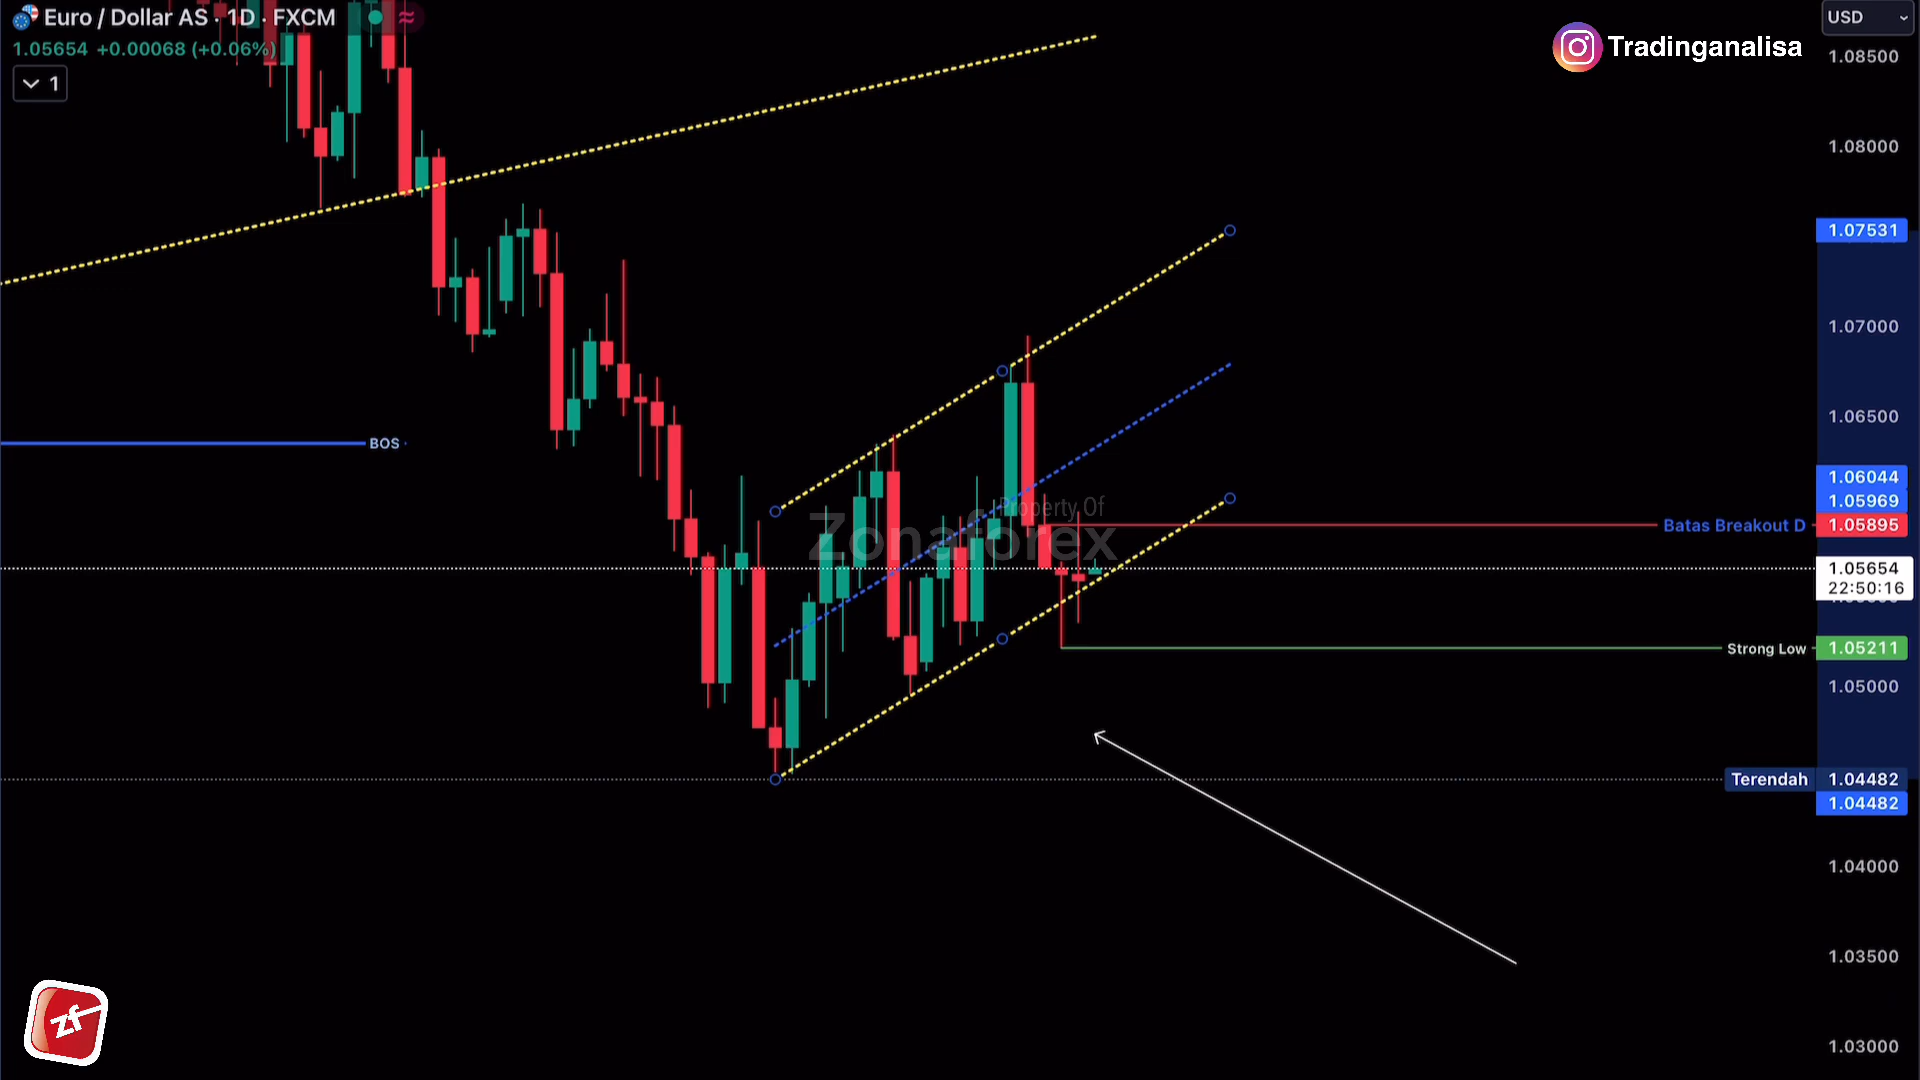 Euro / Dollar AS · 1D · FXCM
1.05654 +0.00068 (+0.06%)
1
Tradinganalisa
USD
1.08500
1.08000
1.07531
1.07000
1.06500
BOS
1.06044
1.05969
Property Of
Zonaforex
Batas Breakout D
1.05895
1.05654
22:50:16
Strong Low
1.05211
1.05000
Terendah
1.04482
1.04482
1.04000
1.03500
zf
1.03000